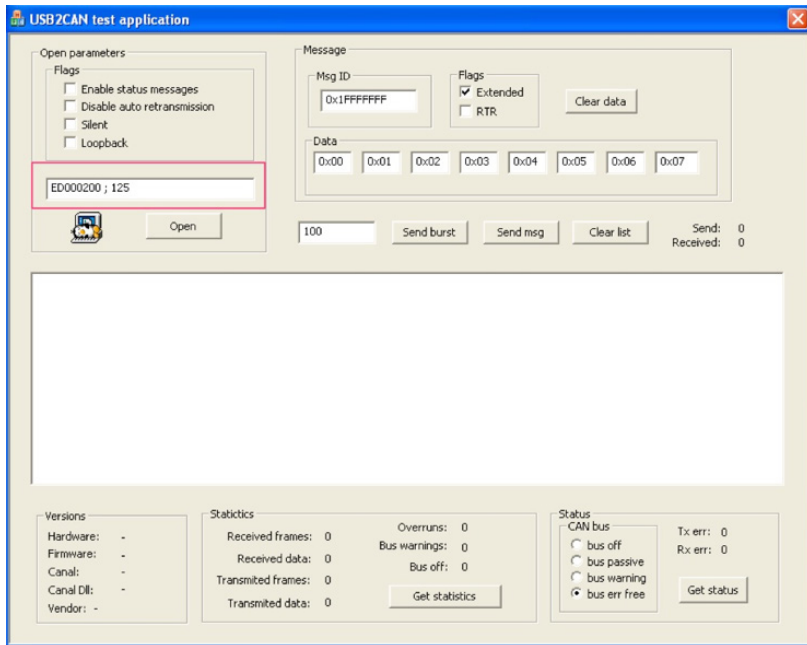 USB2CAN test application
Open parameters
Flags
Enable status messages
Disable auto retransmission
Silent
Loopback
ED000200 ; 125
Open
Message
Msg ID
0x1FFFFFFF
Flags
Extended
RTR
Clear data
Data
0x00 0x01 0x02 0x03 0x04 0x05 0x06 0x07
100 Send burst Send msg Clear list
Send: 0
Received: 0
Versions
Hardware: -
Firmware: -
Canal: -
Canal Dll: -
Vendor: -
Statictics
Received frames: 0
Received data: 0
Transmited frames: 0
Transmited data: 0
Overruns: 0
Bus warnings: 0
Bus off: 0
Get statistics
Status
CAN bus
bus off
bus passive
bus warning
bus err free
Tx err: 0
Rx err: 0
Get status